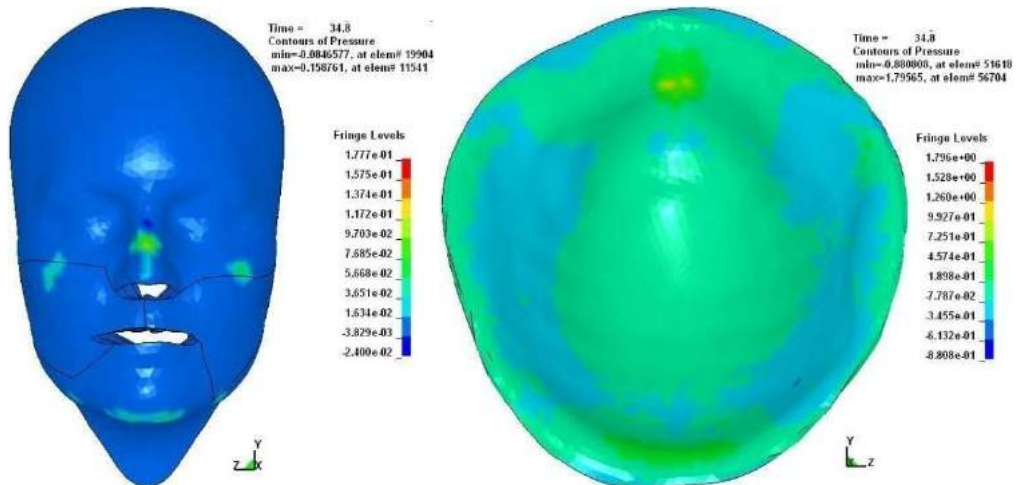 Time = 34.8
Contours of Pressure
min=-0.0846577, at elem# 19904
max=0.158761, at elem# 11541
Fringe Levels
1.777e-01
1.575e-01
1.374e-01
1.172e-01
9.703e-02
7.685e-02
5.668e-02
3.651e-02
1.634e-02
-3.829e-03
-2.400e-02
Y
Z X
Time = 34.8
Contours of Pressure
min=-0.880808, at elem# 51618
max=1.79565, at elem# 56704
Fringe Levels
1.796e+00
1.528e+00
1.260e+00
9.927e-01
7.251e-01
4.574e-01
1.898e-01
-7.787e-02
-3.455e-01
-6.132e-01
-8.808e-01
Y
X Z